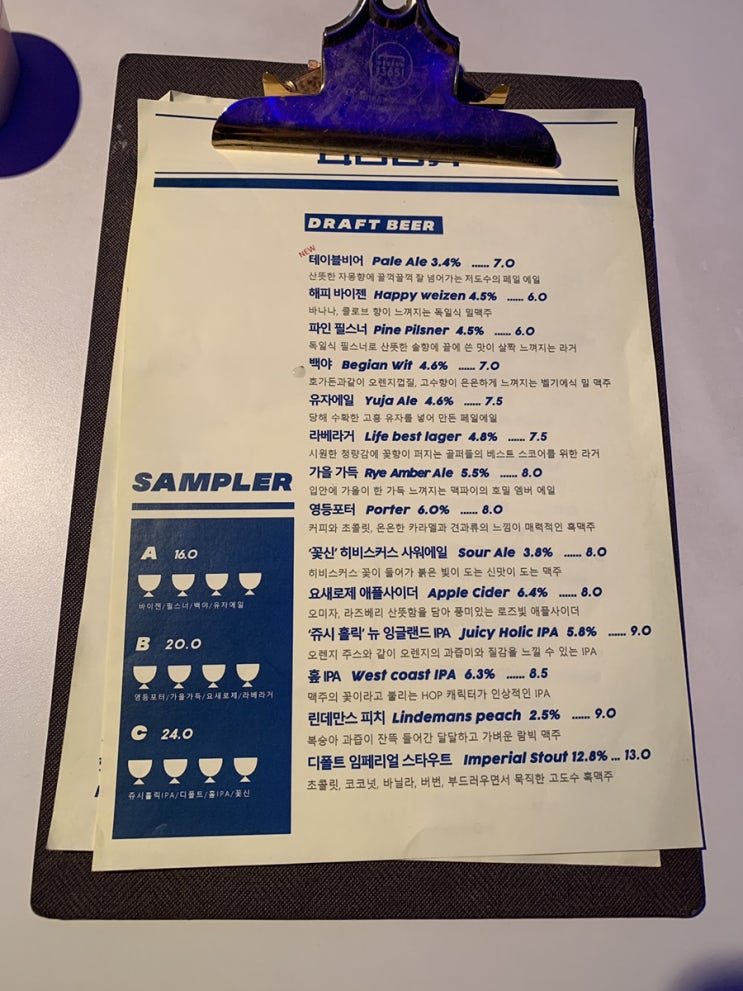 DRAFT BEER
NEW
테이블비어 Pale Ale 3.4% ...... 7.0
산뜻한 자몽향에 꿀꺽꿀꺽 잘 넘어가는 저도수의 페일 에일
해피 바이젠 Happy weizen 4.5% ...... 6.0
바나나, 클로브 향이 느껴지는 독일식 밀맥주
파인 필스너 Pine Pilsner 4.5% ...... 6.0
독일식 필스너로 산뜻한 솔향에 끝에 쓴 맛이 살짝 느껴지는 라거
백야 Begian Wit 4.6% ...... 7.0
호가든과같이 오렌지껍질, 고수향이 은은하게 느껴지는 벨기에식 밀 맥주
유자에일 Yuja Ale 4.6% ...... 7.5
당해 수확한 고흥 유자를 넣어 만든 페일에일
라베라거 Life best lager 4.8% ...... 7.5
시원한 청량감에 꽃향이 퍼지는 골퍼들의 베스트 스코어를 위한 라거
가을 가득 Rye Amber Ale 5.5% ...... 8.0
입안에 가을이 한 가득 느껴지는 맥파이의 호밀 엠버 에일
영등포터 Porter 6.0% ...... 8.0
커피와 초콜릿, 은은한 카라멜과 견과류의 느낌이 매력적인 흑맥주
'꽃신' 히비스커스 사워에일 Sour Ale 3.8% ...... 8.0
히비스커스 꽃이 들어가 붉은 빛이 도는 신맛이 도는 맥주
요새로제 애플사이더 Apple Cider 6.4% ...... 8.0
오미자, 라즈베리 산뜻함을 담아 풍미있는 로즈빛 애플사이더
'쥬시 홀릭' 뉴 잉글랜드 IPA Juicy Holic IPA 5.8% ...... 9.0
오렌지 주스와 같이 오렌지의 과즙미와 질감을 느낄 수 있는 IPA
홒 IPA West coast IPA 6.3% ...... 8.5
맥주의 꽃이라고 불리는 HOP 캐릭터가 인상적인 IPA
린데만스 피치 Lindemans peach 2.5% ...... 9.0
복숭아 과즙이 잔뜩 들어간 달달하고 가벼운 람빅 맥주
디폴트 임페리얼 스타우트 Imperial Stout 12.8% ... 13.0
초콜릿, 코코넛, 바닐라, 버번, 부드러우면서 묵직한 고도수 흑맥주
SAMPLER
A 16.0
바이젠/필스너/백야/유자에일
B 20.0
영등포터/가을가득/요새로제/라베라거
C 24.0
쥬시홀릭IPA/디폴트/홒IPA/꽃신